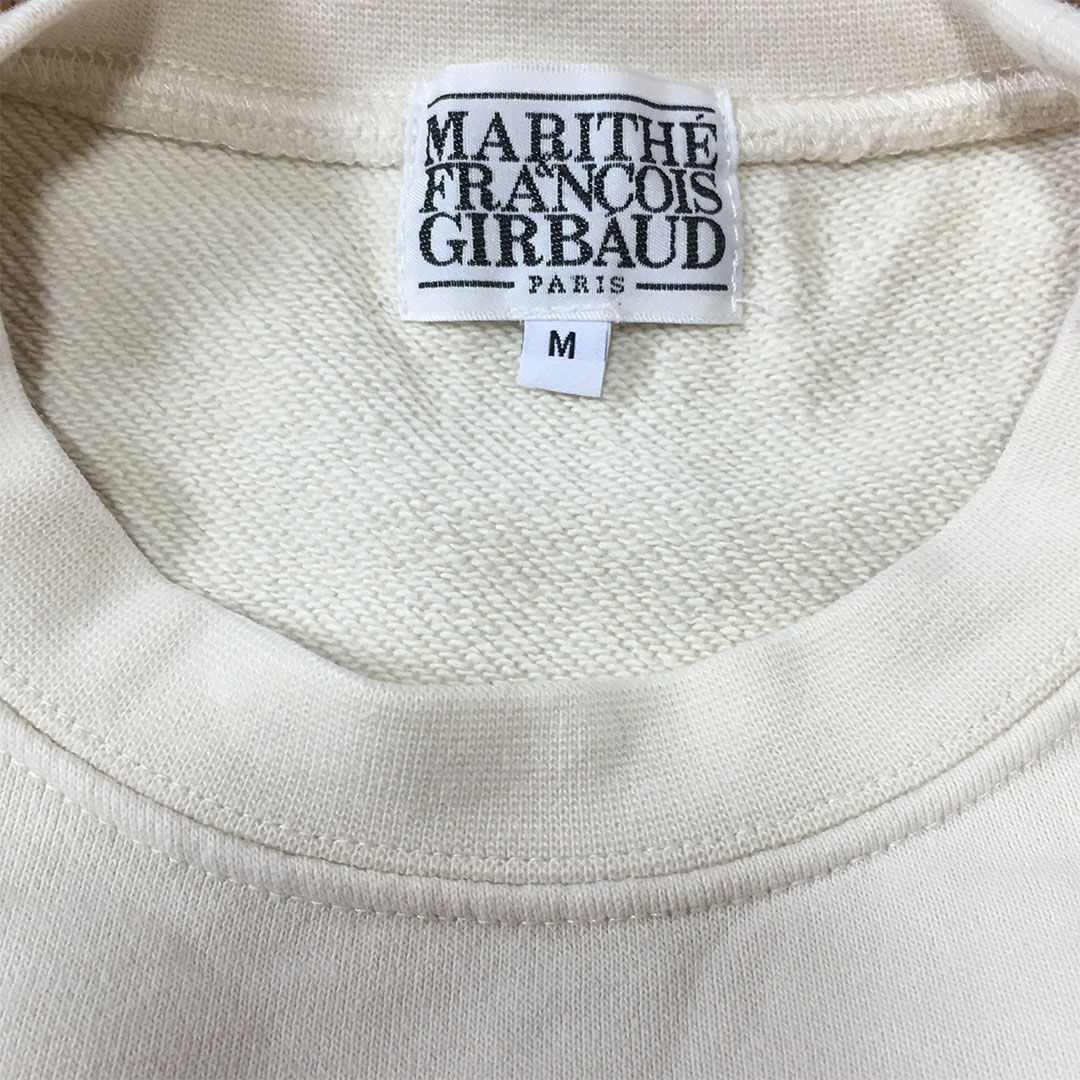 MARITHÉ
&
FRANÇOIS
GIRBAUD
PARIS
M